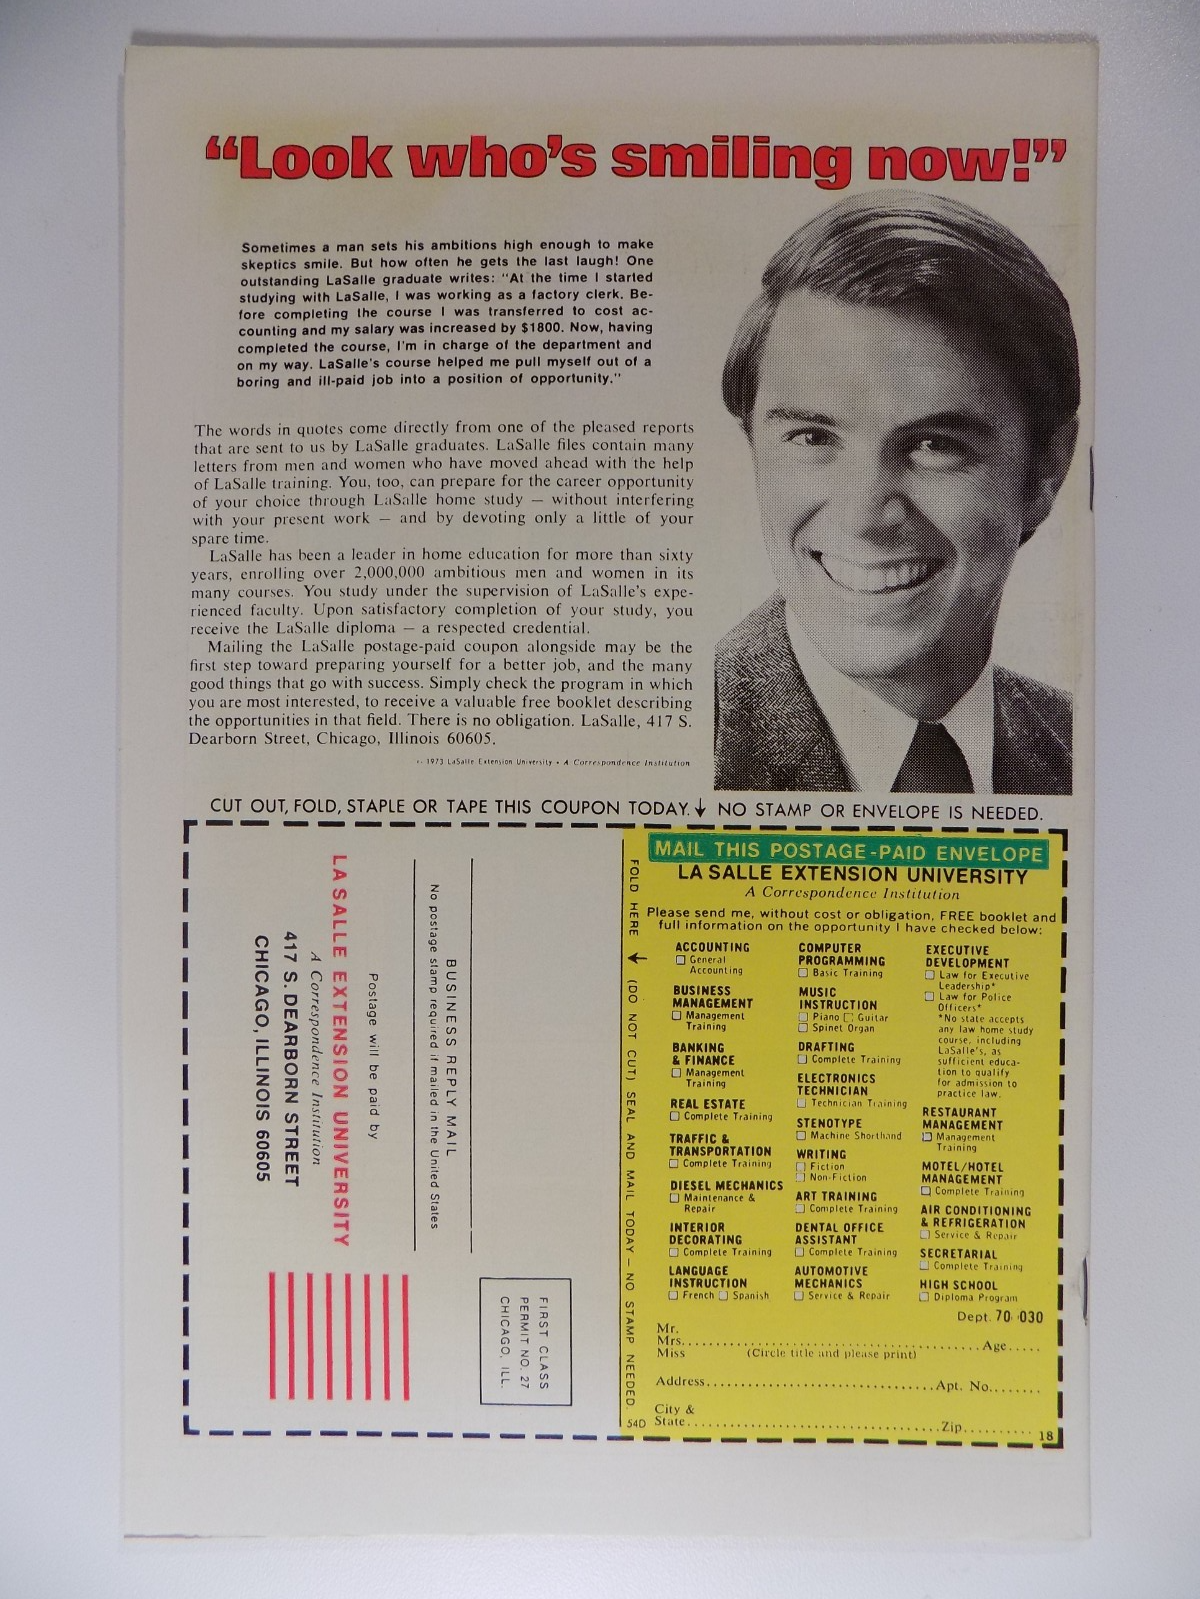 “Look who's smiling now!”
Sometimes a man sets his ambitions high enough to make
skeptics smile. But how often he gets the last laugh! One
outstanding LaSalle graduate writes: "At the time I started
studying with LaSalle, I was working as a factory clerk. Be-
fore completing the course I was transferred to cost ac-
counting and my salary was increased by $1800. Now, having
completed the course, I'm in charge of the department and
on my way. LaSalle's course helped me pull myself out of a
boring and ill-paid job into a position of opportunity."
The words in quotes come directly from one of the pleased reports
that are sent to us by LaSalle graduates. LaSalle files contain many
letters from men and women who have moved ahead with the help
of LaSalle training. You, too, can prepare for the career opportunity
of your choice through LaSalle home study — without interfering
with your present work — and by devoting only a little of your
spare time.
LaSalle has been a leader in home education for more than sixty
years, enrolling over 2,000,000 ambitious men and women in its
many courses. You study under the supervision of LaSalle's expe-
rienced faculty. Upon satisfactory completion of your study, you
receive the LaSalle diploma — a respected credential.
Mailing the LaSalle postage-paid coupon alongside may be the
first step toward preparing yourself for a better job, and the many
good things that go with success. Simply check the program in which
you are most interested, to receive a valuable free booklet describing
the opportunities in that field. There is no obligation. LaSalle, 417 S.
Dearborn Street, Chicago, Illinois 60605.
© 1973 LaSalle Extension University • A Correspondence Institution
CUT OUT, FOLD, STAPLE OR TAPE THIS COUPON TODAY. ↓ NO STAMP OR ENVELOPE IS NEEDED.
FIRST CLASS
PERMIT NO. 27
CHICAGO, ILL.
BUSINESS REPLY MAIL
No postage stamp required if mailed in the United States
Postage will be paid by
LA SALLE EXTENSION UNIVERSITY
A Correspondence Institution
417 S. DEARBORN STREET
CHICAGO, ILLINOIS 60605
FOLD HERE ↓ (DO NOT CUT) SEAL AND MAIL TODAY — NO STAMP NEEDED.
54D
MAIL THIS POSTAGE-PAID ENVELOPE
LA SALLE EXTENSION UNIVERSITY
A Correspondence Institution
Please send me, without cost or obligation, FREE booklet and
full information on the opportunity I have checked below:
ACCOUNTING
☐ General
Accounting
BUSINESS
MANAGEMENT
☐ Management
Training
BANKING
& FINANCE
☐ Management
Training
REAL ESTATE
☐ Complete Training
TRAFFIC &
TRANSPORTATION
☐ Complete Training
DIESEL MECHANICS
☐ Maintenance &
Repair
INTERIOR
DECORATING
☐ Complete Training
LANGUAGE
INSTRUCTION
☐ French ☐ Spanish
COMPUTER
PROGRAMMING
☐ Basic Training
MUSIC
INSTRUCTION
☐ Piano ☐ Guitar
☐ Spinet Organ
DRAFTING
☐ Complete Training
ELECTRONICS
TECHNICIAN
☐ Technician Training
STENOTYPE
☐ Machine Shorthand
WRITING
☐ Fiction
☐ Non-Fiction
ART TRAINING
☐ Complete Training
DENTAL OFFICE
ASSISTANT
☐ Complete Training
AUTOMOTIVE
MECHANICS
☐ Service & Repair
EXECUTIVE
DEVELOPMENT
☐ Law for Executive
Leadership*
☐ Law for Police
Officers*
*No state accepts
any law home study
course, including
LaSalle's, as
sufficient educa-
tion to qualify
for admission to
practice law.
RESTAURANT
MANAGEMENT
☐ Management
Training
MOTEL/HOTEL
MANAGEMENT
☐ Complete Training
AIR CONDITIONING
& REFRIGERATION
☐ Service & Repair
SECRETARIAL
☐ Complete Training
HIGH SCHOOL
☐ Diploma Program
Dept. 70-030
Mr.
Mrs. Age
Miss (Circle title and please print)
Address Apt. No.
City &
State Zip
18